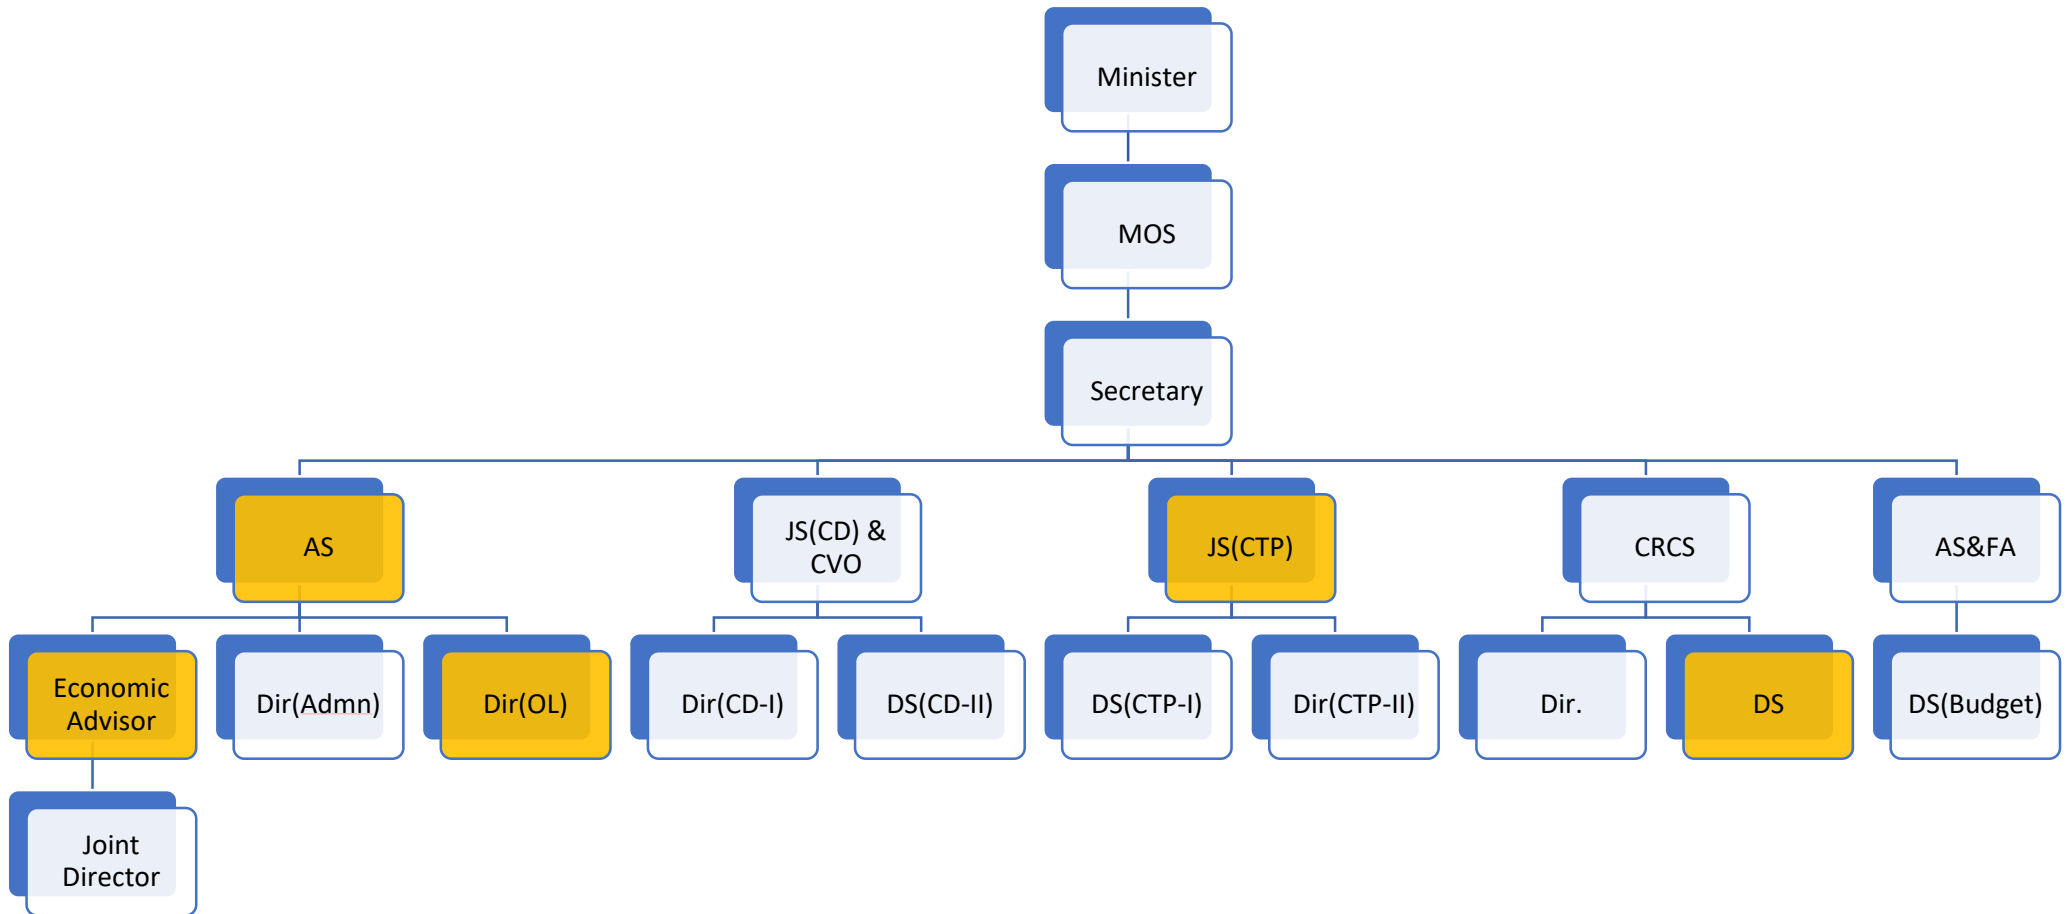 Minister
MOS
Secretary
AS
JS(CD) &
CVO
JS(CTP)
CRCS
AS&FA
Economic
Advisor
Dir(Admn)
Dir(OL)
Dir(CD-I)
DS(CD-II)
DS(CTP-I)
Dir(CTP-II)
Dir.
DS
DS(Budget)
Joint
Director